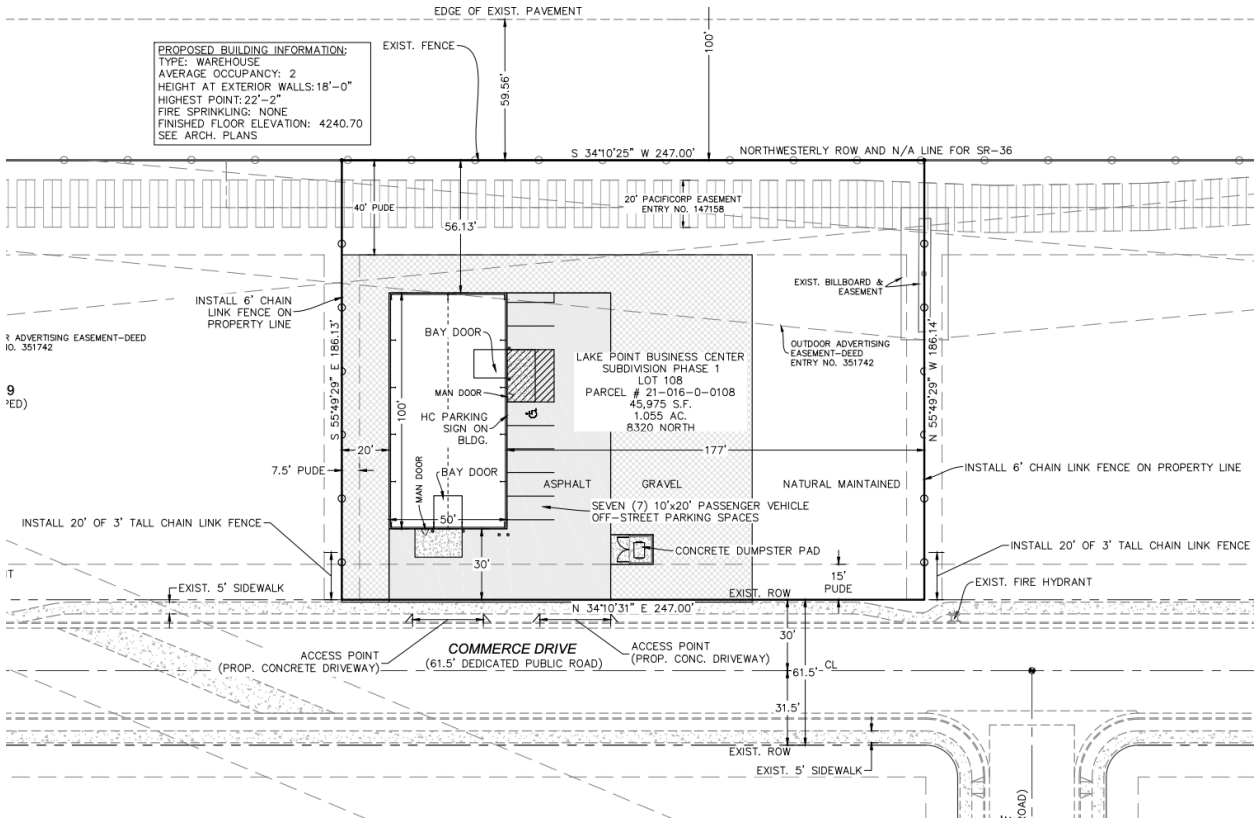 EDGE OF EXIST. PAVEMENT
PROPOSED BUILDING INFORMATION:
TYPE: WAREHOUSE
AVERAGE OCCUPANCY: 2
HEIGHT AT EXTERIOR WALLS: 18'-0"
HIGHEST POINT: 22'-2"
FIRE SPRINKLING: NONE
FINISHED FLOOR ELEVATION: 4240.70
SEE ARCH. PLANS
EXIST. FENCE
59.56'
100'
S 34°10'25" W 247.00'
NORTHWESTERLY ROW AND N/A LINE FOR SR-36
40' PUDE
56.13'
20' PACIFICORP EASEMENT
ENTRY NO. 147158
INSTALL 6' CHAIN
LINK FENCE ON
PROPERTY LINE
EXIST. BILLBOARD &
EASEMENT
R ADVERTISING EASEMENT-DEED
NO. 351742
S 55°49'29" E 186.13'
BAY DOOR
OUTDOOR ADVERTISING
EASEMENT-DEED
ENTRY NO. 351742
N 55°49'29" W 186.14'
LAKE POINT BUSINESS CENTER
SUBDIVISION PHASE 1
LOT 108
PARCEL # 21-016-0-0108
45,975 S.F.
1.055 AC.
8320 NORTH
9
PED)
100'
MAN DOOR
HC PARKING
SIGN ON
BLDG.
20'
177'
7.5' PUDE
MAN DOOR
BAY DOOR
50'
ASPHALT
GRAVEL
NATURAL MAINTAINED
INSTALL 6' CHAIN LINK FENCE ON PROPERTY LINE
SEVEN (7) 10'x20' PASSENGER VEHICLE
OFF-STREET PARKING SPACES
INSTALL 20' OF 3' TALL CHAIN LINK FENCE
30'
CONCRETE DUMPSTER PAD
INSTALL 20' OF 3' TALL CHAIN LINK FENCE
15'
PUDE
EXIST. 5' SIDEWALK
EXIST. ROW
EXIST. FIRE HYDRANT
N 34°10'31" E 247.00'
ACCESS POINT
(PROP. CONCRETE DRIVEWAY)
COMMERCE DRIVE
(61.5' DEDICATED PUBLIC ROAD)
ACCESS POINT
(PROP. CONC. DRIVEWAY)
30'
61.5'
CL
31.5'
EXIST. ROW
EXIST. 5' SIDEWALK
ROAD)